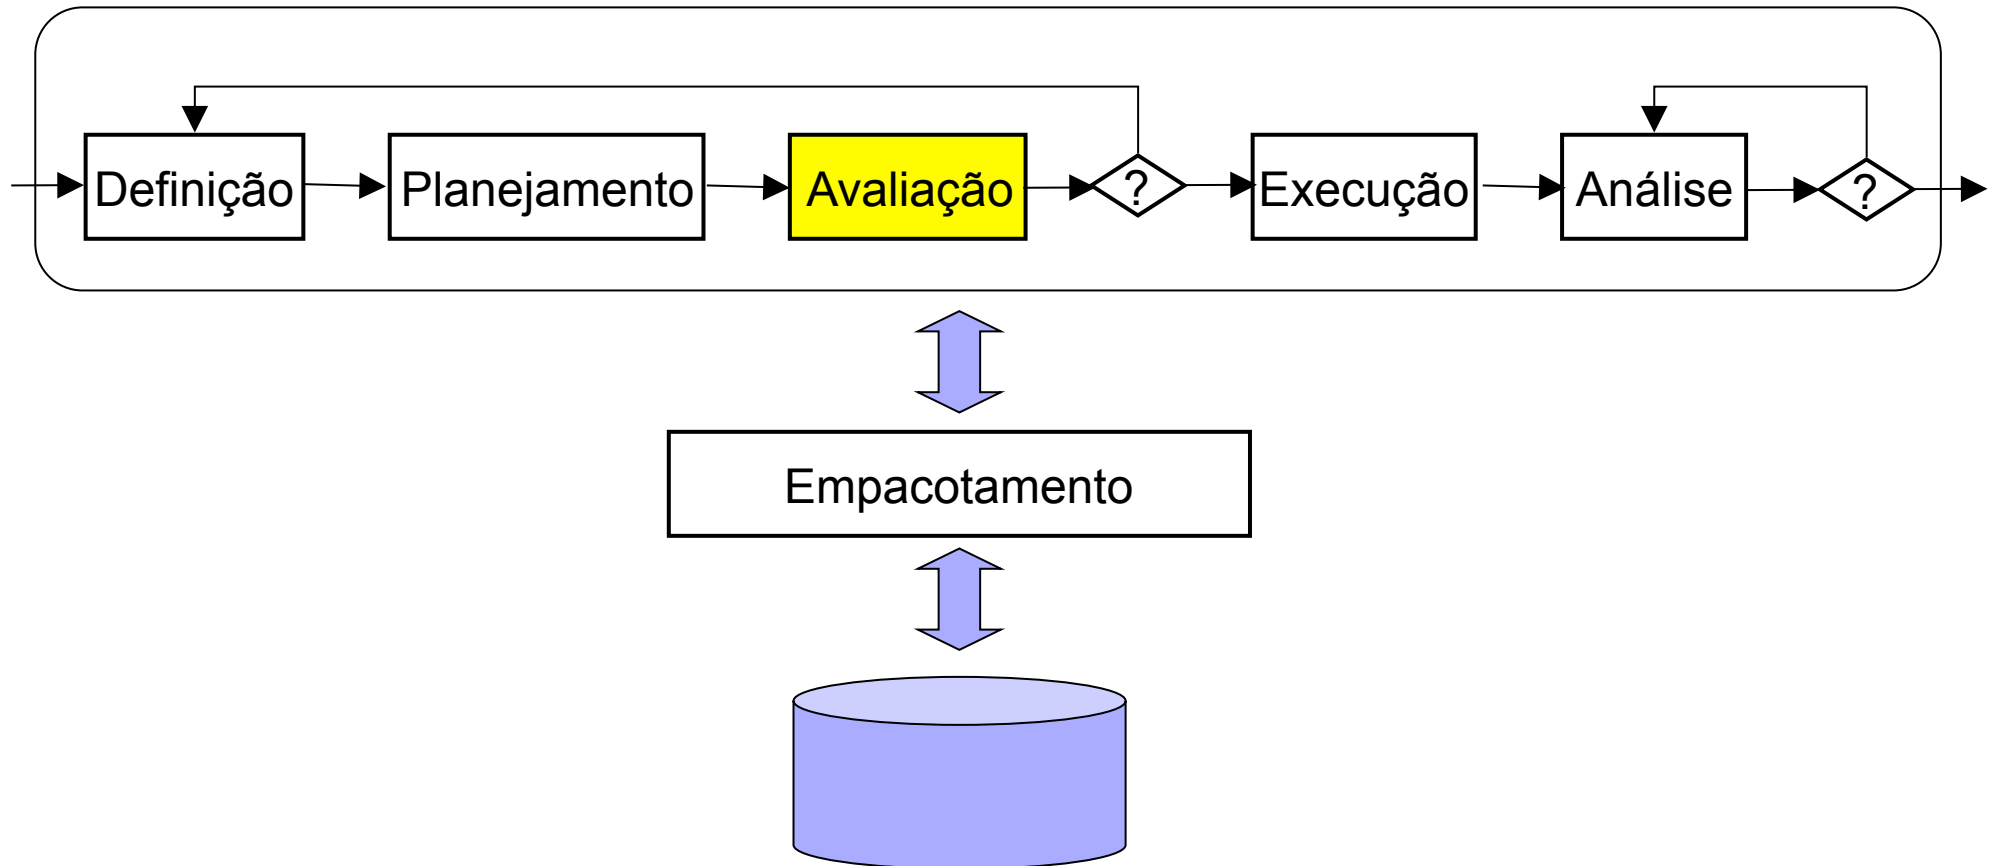 Definição
Planejamento
Avaliação
?
Execução
Análise
?
Empacotamento